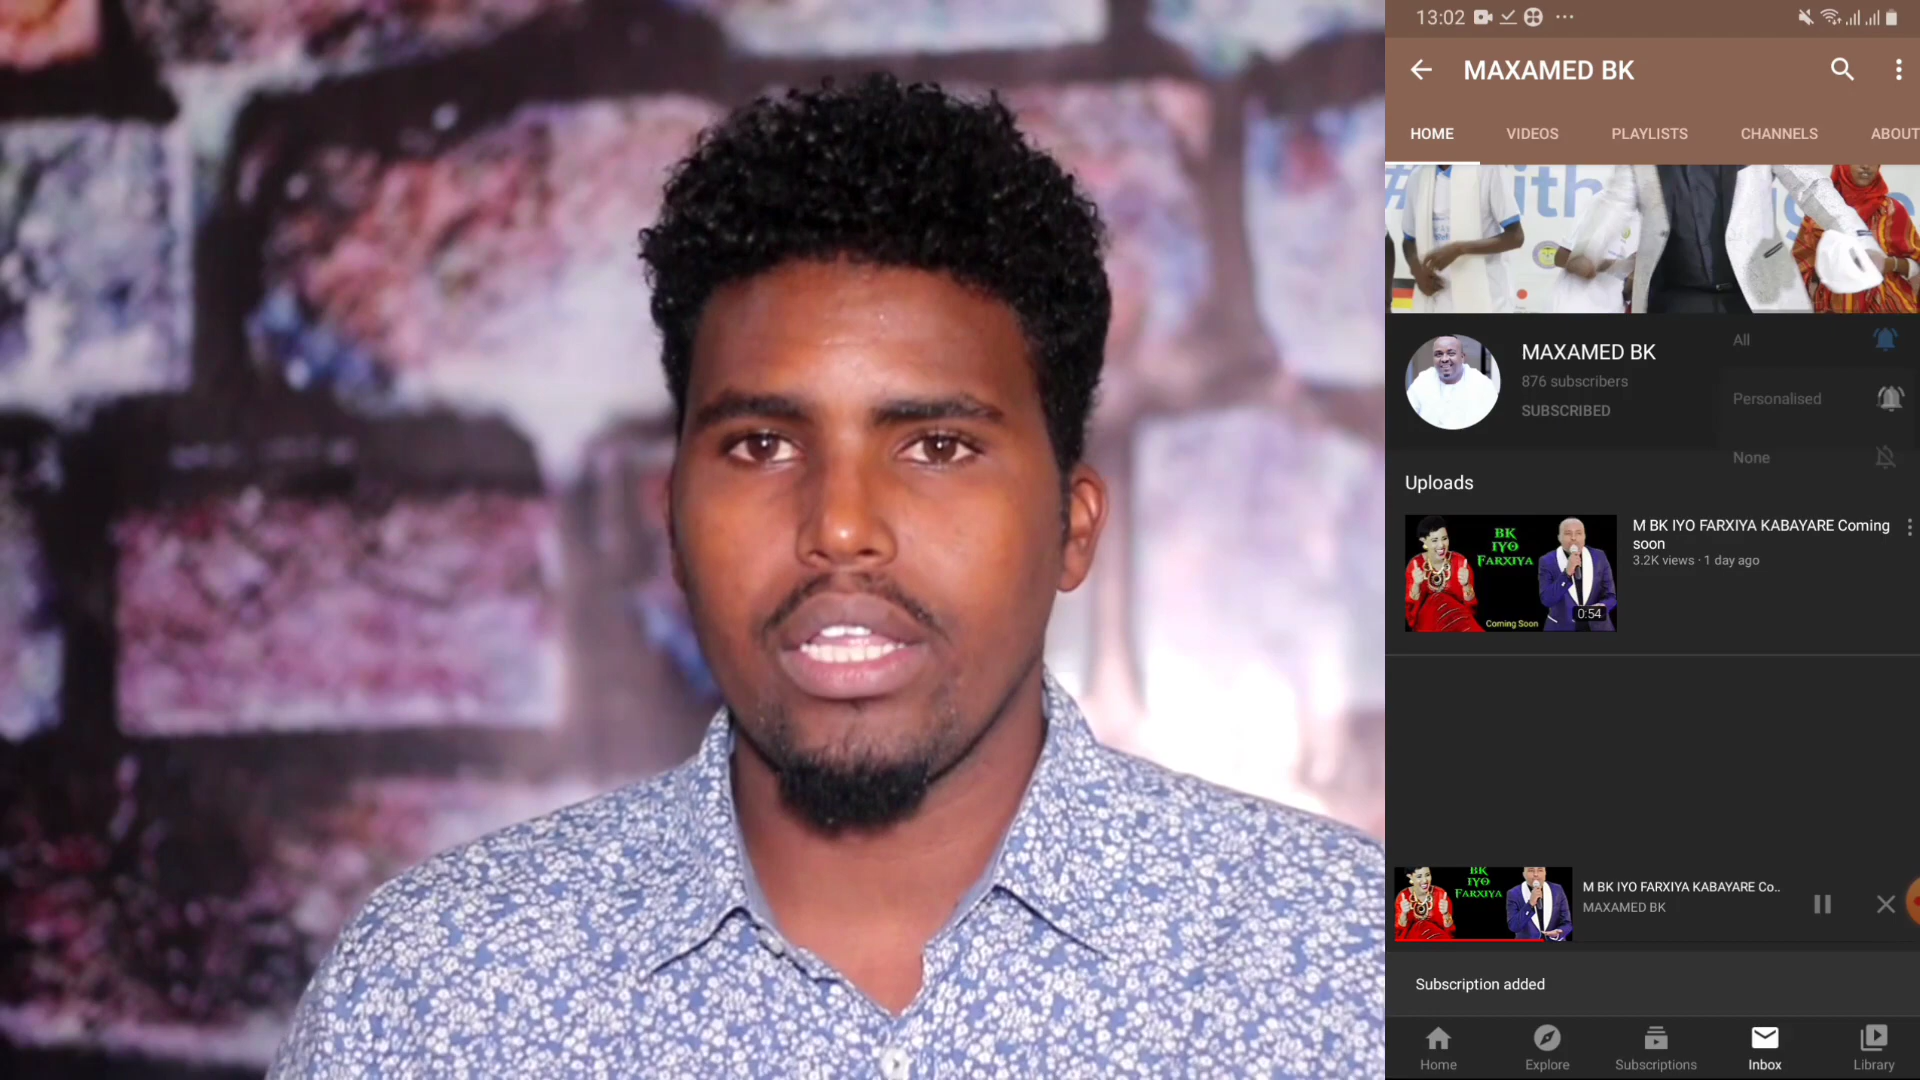 13:02
MAXAMED BK
HOME VIDEOS PLAYLISTS CHANNELS ABOUT
#
ith
MAXAMED BK
876 subscribers
SUBSCRIBED
All
Personalised
None
Uploads
BK
IYO
FARXIYA
Coming Soon
0:54
M BK IYO FARXIYA KABAYARE Coming
soon
3.2K views · 1 day ago
BK
IYO
FARXIYA
M BK IYO FARXIYA KABAYARE Co..
MAXAMED BK
Subscription added
Home Explore Subscriptions Inbox Library